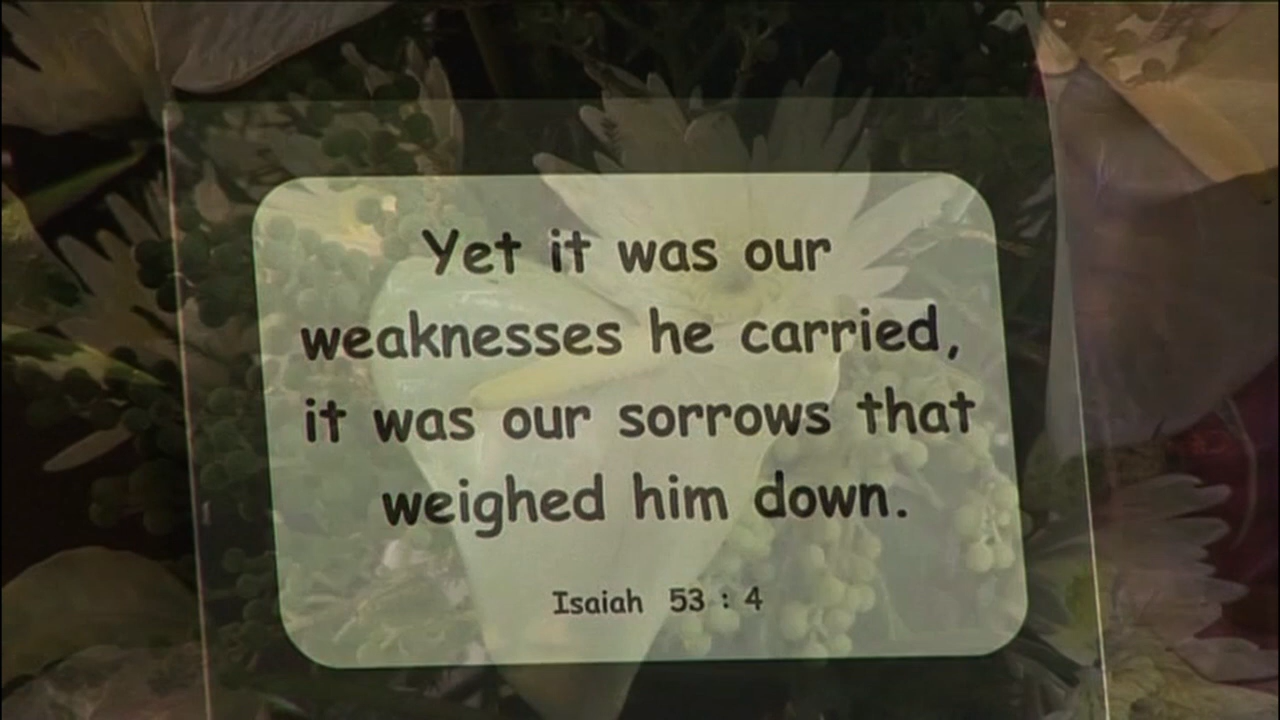 Yet it was our
weaknesses he carried,
it was our sorrows that
weighed him down.
Isaiah 53 : 4